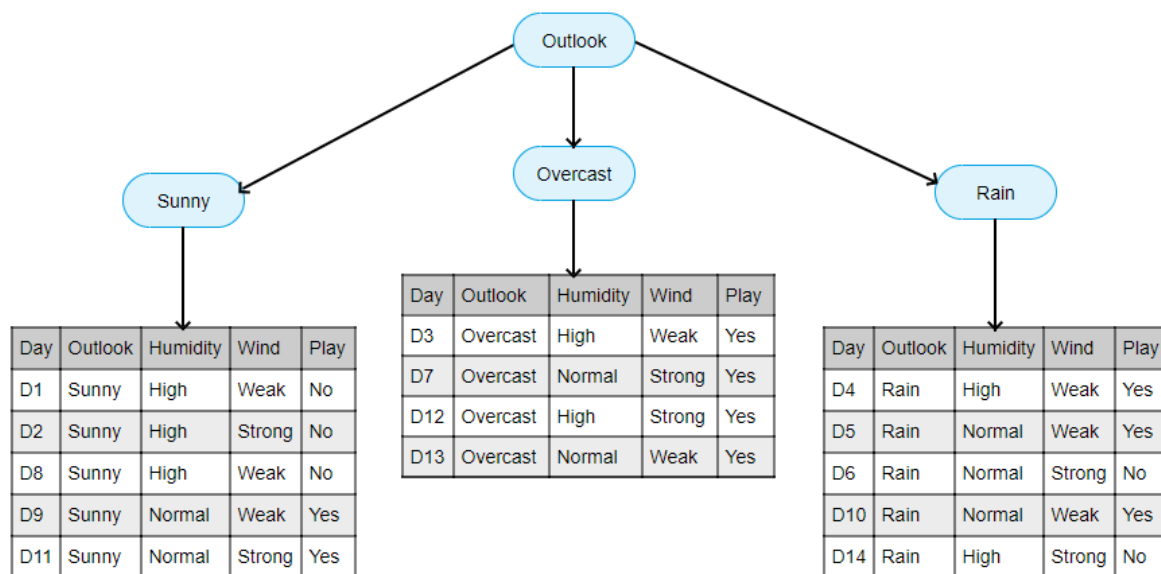 Outlook
Sunny
Overcast
Rain
Day Outlook Humidity Wind Play
D1 Sunny High Weak No
D2 Sunny High Strong No
D8 Sunny High Weak No
D9 Sunny Normal Weak Yes
D11 Sunny Normal Strong Yes
Day Outlook Humidity Wind Play
D3 Overcast High Weak Yes
D7 Overcast Normal Strong Yes
D12 Overcast High Strong Yes
D13 Overcast Normal Weak Yes
Day Outlook Humidity Wind Play
D4 Rain High Weak Yes
D5 Rain Normal Weak Yes
D6 Rain Normal Strong No
D10 Rain Normal Weak Yes
D14 Rain High Strong No